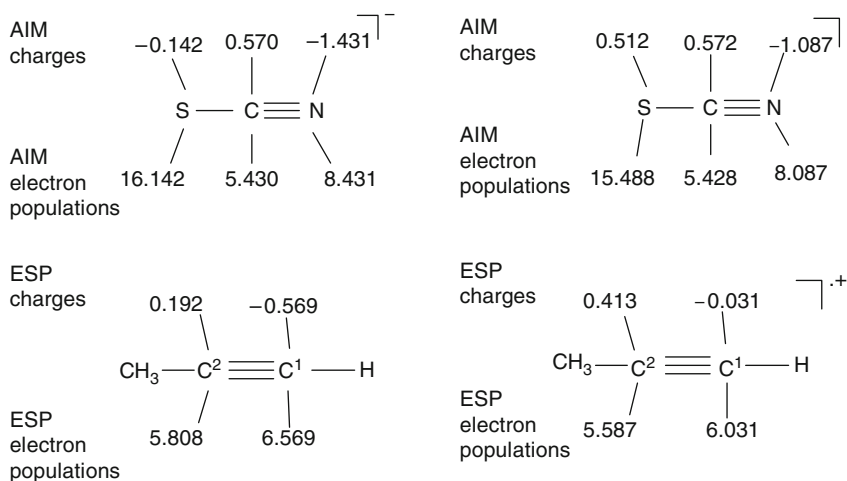 AIM
charges
−0.142 0.570 −1.431 −
S C N
AIM
electron
populations
16.142 5.430 8.431
AIM
charges
0.512 0.572 −1.087
S C N
AIM
electron
populations
15.488 5.428 8.087
ESP
charges
0.192 −0.569
CH₃ C² C¹ H
ESP
electron
populations
5.808 6.569
ESP
charges
0.413 −0.031 .+
CH₃ C² C¹ H
ESP
electron
populations
5.587 6.031